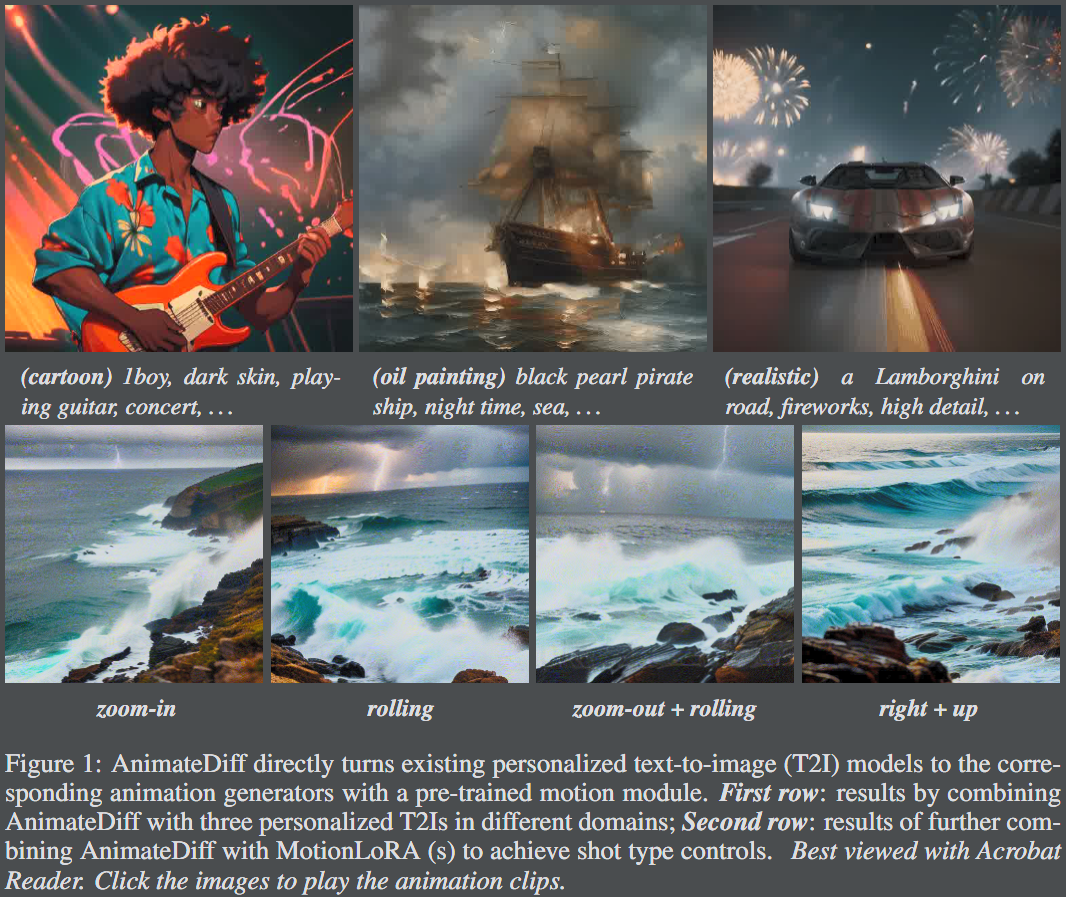 (cartoon) 1boy, dark skin, play-
ing guitar, concert, . . .
(oil painting) black pearl pirate
ship, night time, sea, . . .
(realistic) a Lamborghini on
road, fireworks, high detail, . . .
zoom-in
rolling
zoom-out + rolling
right + up
Figure 1: AnimateDiff directly turns existing personalized text-to-image (T2I) models to the corre-
sponding animation generators with a pre-trained motion module. First row: results by combining
AnimateDiff with three personalized T2Is in different domains; Second row: results of further com-
bining AnimateDiff with MotionLoRA (s) to achieve shot type controls. Best viewed with Acrobat
Reader. Click the images to play the animation clips.